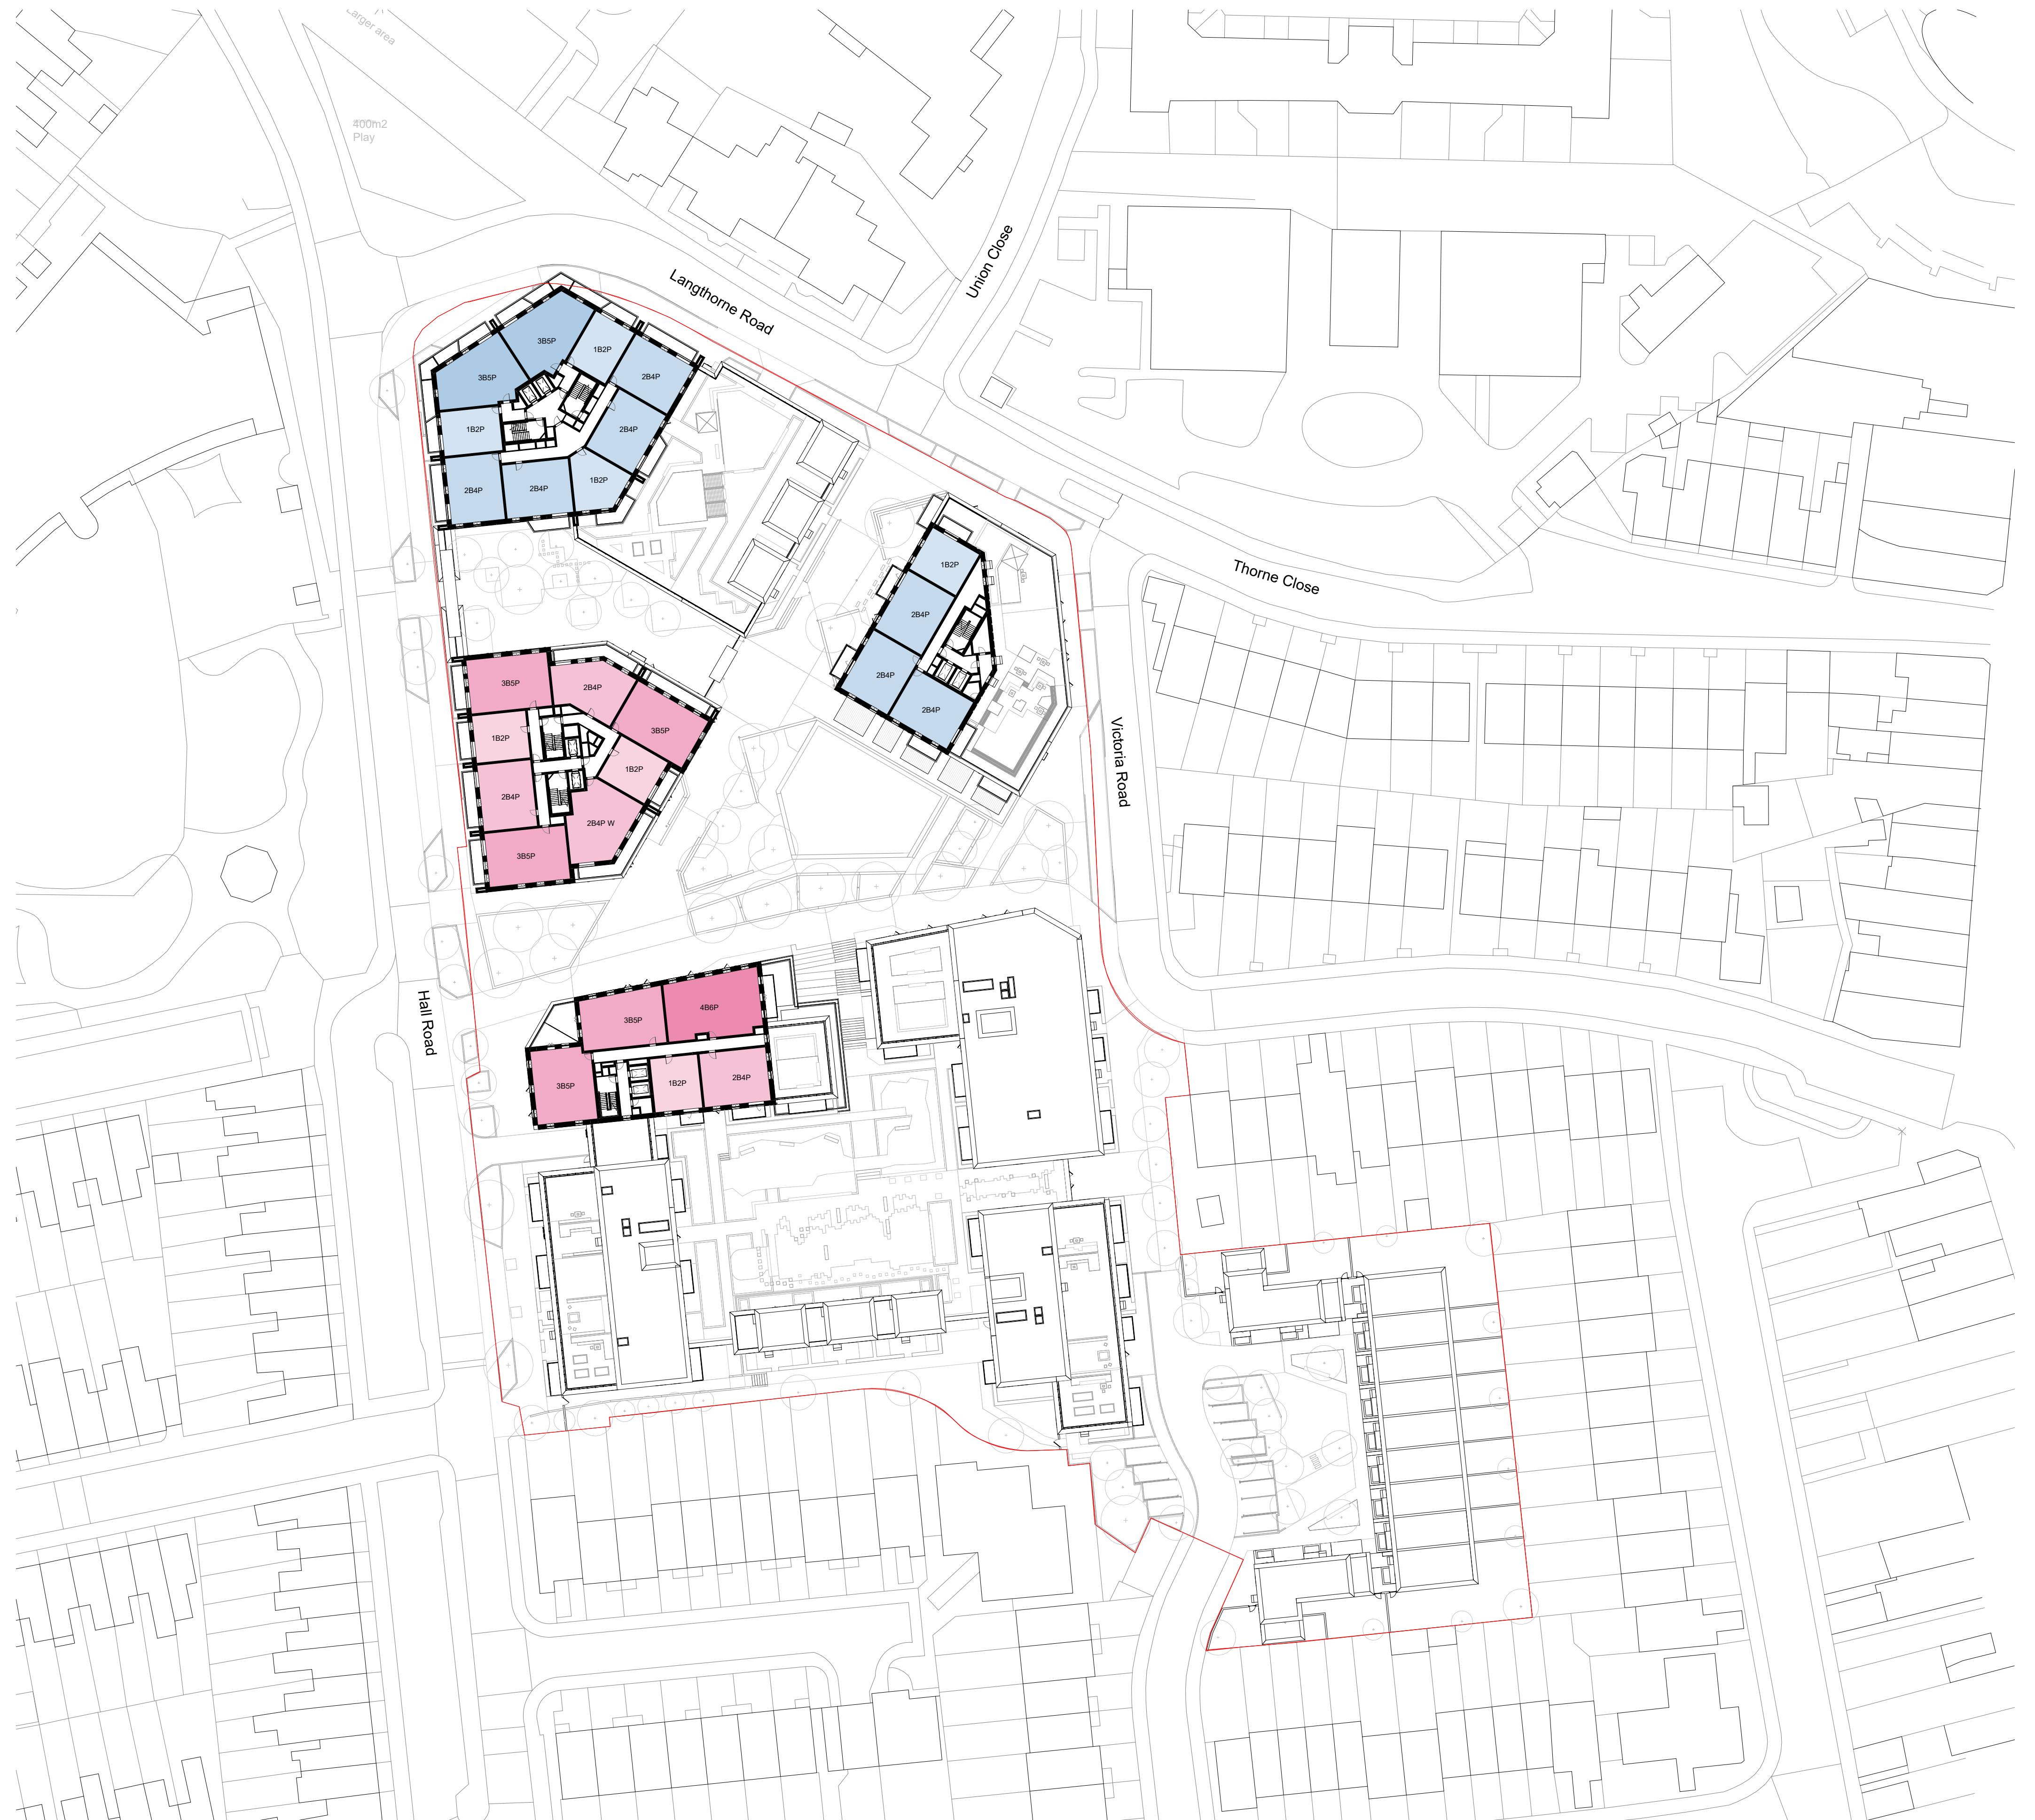 Larger area
400m2
Play
Union Close
Langthorne Road
3B5P
1B2P
3B5P
2B4P
1B2P
2B4P
2B4P
2B4P
1B2P
1B2P
2B4P
2B4P
2B4P
Thorne Close
Victoria Road
3B5P
2B4P
3B5P
1B2P
1B2P
2B4P
2B4P W
3B5P
Hall Road
4B6P
3B5P
3B5P
1B2P
2B4P